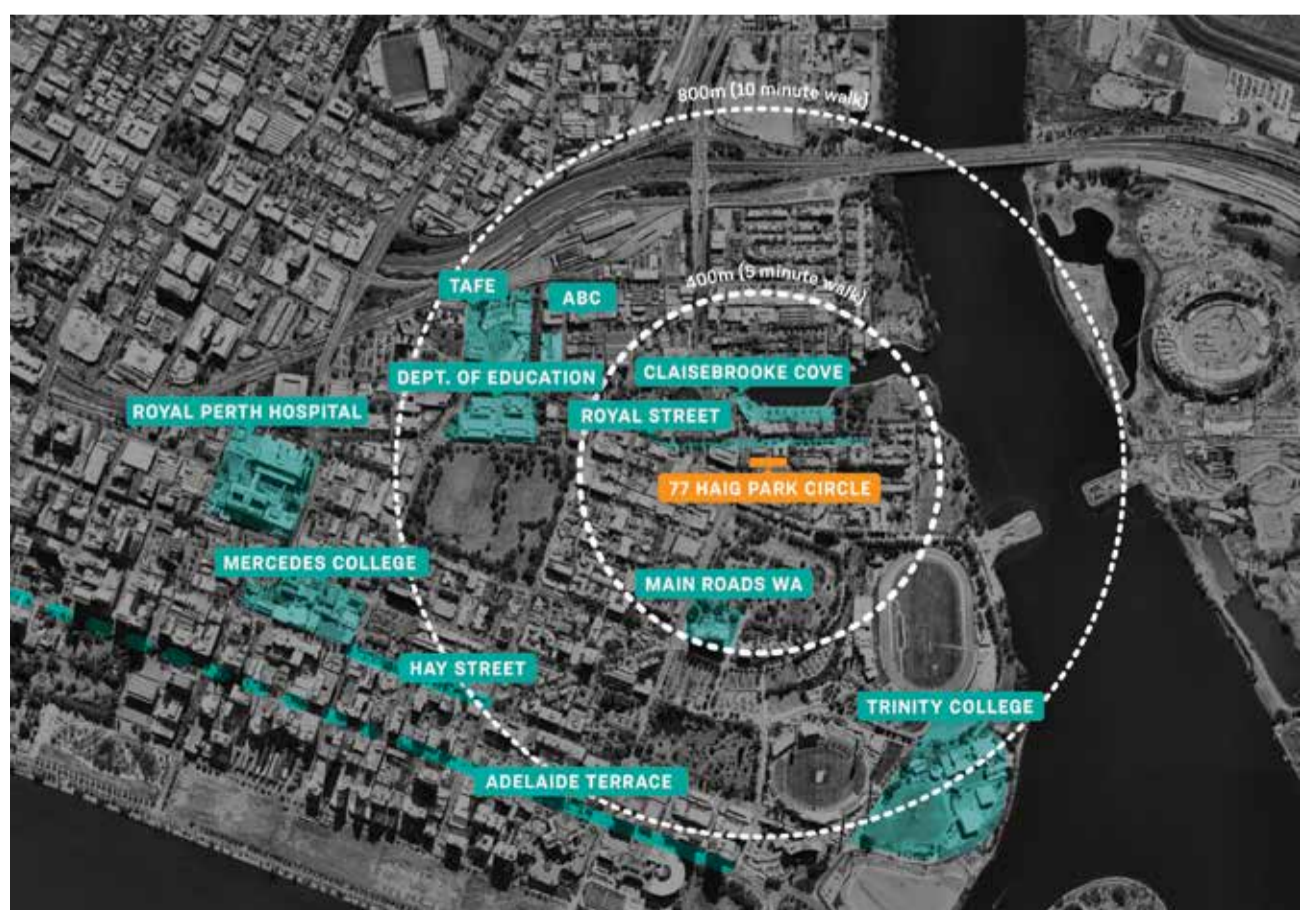 800m (10 minute walk)
400m (5 minute walk)
TAFE
ABC
DEPT. OF EDUCATION
CLAISEBROOKE COVE
ROYAL PERTH HOSPITAL
ROYAL STREET
77 HAIG PARK CIRCLE
MERCEDES COLLEGE
MAIN ROADS WA
HAY STREET
TRINITY COLLEGE
ADELAIDE TERRACE